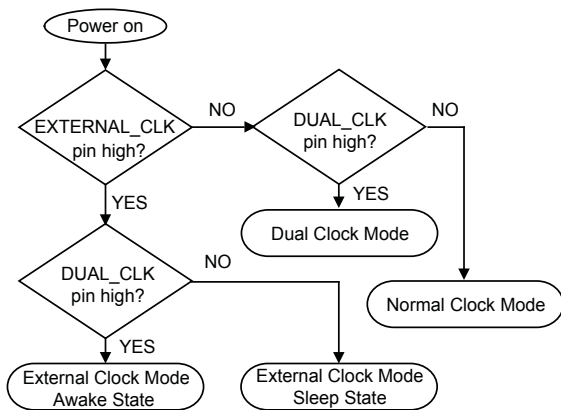 Power on
EXTERNAL_CLK
pin high?
NO
DUAL_CLK
pin high?
NO
YES
Dual Clock Mode
Normal Clock Mode
YES
DUAL_CLK
pin high?
NO
YES
External Clock Mode
Awake State
External Clock Mode
Sleep State